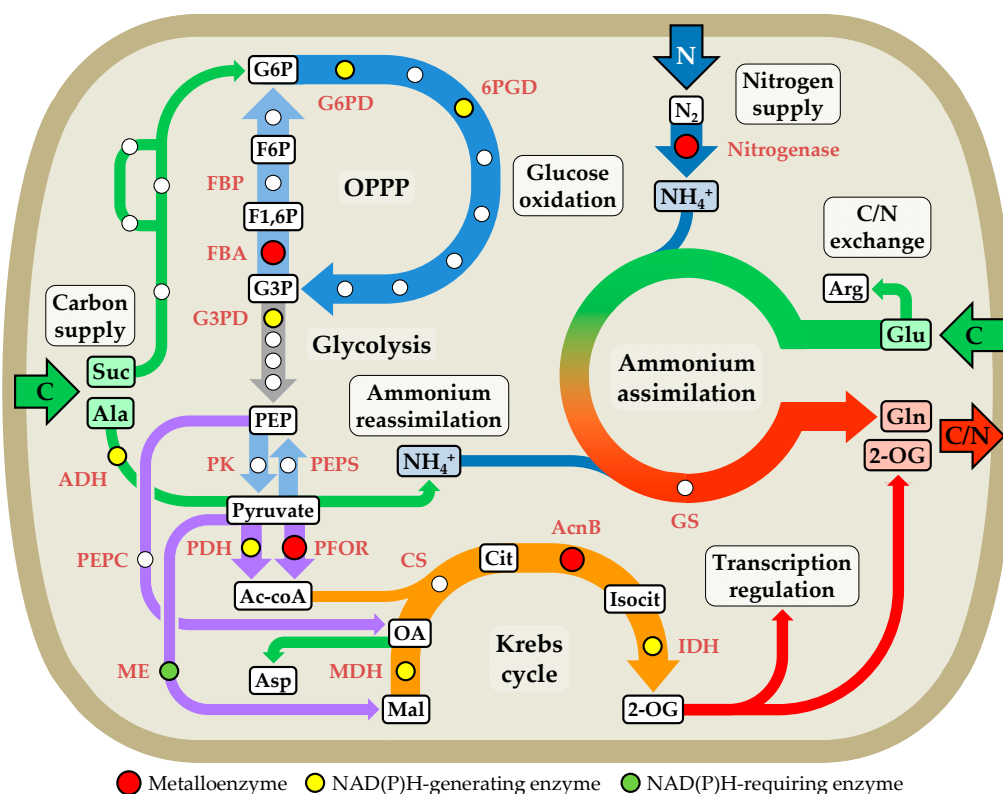 N
G6P
G6PD
6PGD
N2
Nitrogen
supply
Nitrogenase
F6P
FBP
OPPP
Glucose
oxidation
NH4+
F1,6P
FBA
C/N
exchange
G3P
Arg
Carbon
supply
G3PD
Glycolysis
Glu
C
Suc
C
Ala
Ammonium
reassimilation
Ammonium
assimilation
PEP
Gln
C/N
2-OG
ADH
PK
PEPS
NH4+
Pyruvate
GS
AcnB
PEPC
PDH
PFOR
CS
Cit
Transcription
regulation
Ac-coA
Isocit
OA
Krebs
cycle
IDH
ME
Asp
MDH
Mal
2-OG
Metalloenzyme
NAD(P)H-generating enzyme
NAD(P)H-requiring enzyme